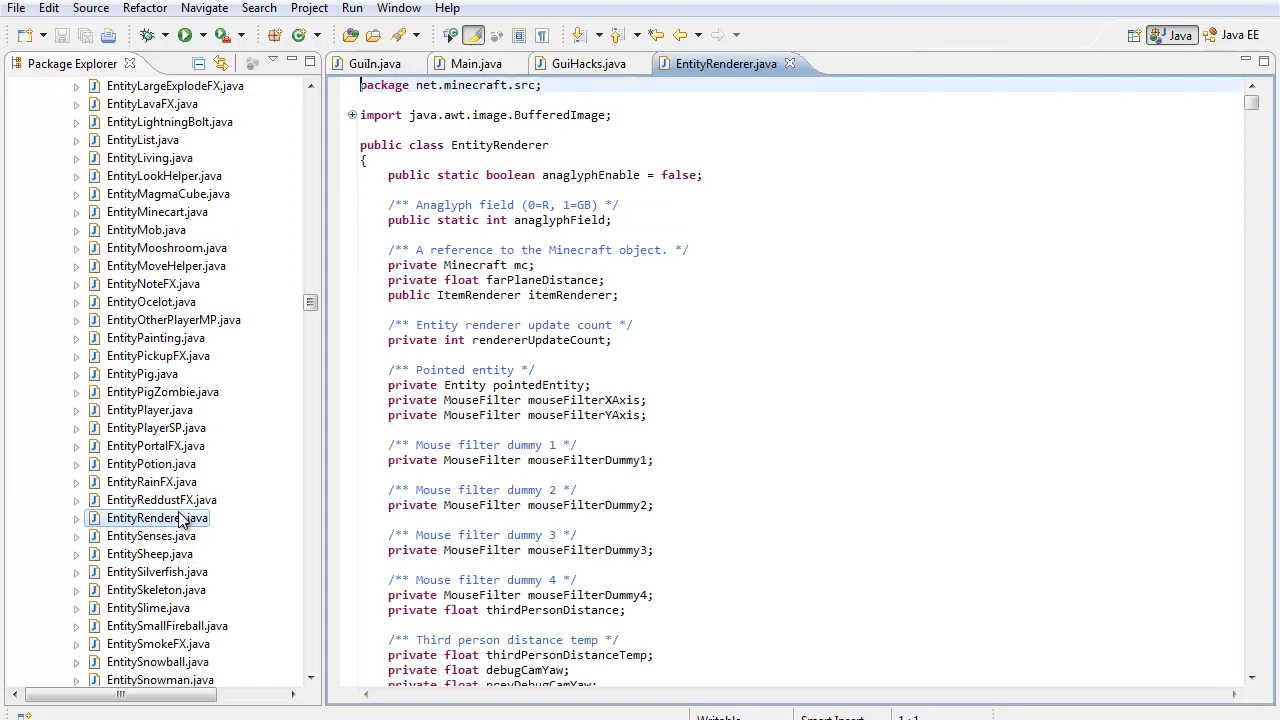 File Edit Source Refactor Navigate Search Project Run Window Help
Java Java EE
Package Explorer
GuiIn.java Main.java GuiHacks.java EntityRenderer.java
EntityLargeExplodeFX.java
EntityLavaFX.java
EntityLightningBolt.java
EntityList.java
EntityLiving.java
EntityLookHelper.java
EntityMagmaCube.java
EntityMinecart.java
EntityMob.java
EntityMooshroom.java
EntityMoveHelper.java
EntityNoteFX.java
EntityOcelot.java
EntityOtherPlayerMP.java
EntityPainting.java
EntityPickupFX.java
EntityPig.java
EntityPigZombie.java
EntityPlayer.java
EntityPlayerSP.java
EntityPortalFX.java
EntityPotion.java
EntityRainFX.java
EntityReddustFX.java
EntityRenderer.java
EntitySenses.java
EntitySheep.java
EntitySilverfish.java
EntitySkeleton.java
EntitySlime.java
EntitySmallFireball.java
EntitySmokeFX.java
EntitySnowball.java
EntitySnowman.java
package net.minecraft.src;
import java.awt.image.BufferedImage;
public class EntityRenderer
{
public static boolean anaglyphEnable = false;
/** Anaglyph field (0=R, 1=GB) */
public static int anaglyphField;
/** A reference to the Minecraft object. */
private Minecraft mc;
private float farPlaneDistance;
public ItemRenderer itemRenderer;
/** Entity renderer update count */
private int rendererUpdateCount;
/** Pointed entity */
private Entity pointedEntity;
private MouseFilter mouseFilterXAxis;
private MouseFilter mouseFilterYAxis;
/** Mouse filter dummy 1 */
private MouseFilter mouseFilterDummy1;
/** Mouse filter dummy 2 */
private MouseFilter mouseFilterDummy2;
/** Mouse filter dummy 3 */
private MouseFilter mouseFilterDummy3;
/** Mouse filter dummy 4 */
private MouseFilter mouseFilterDummy4;
private float thirdPersonDistance;
/** Third person distance temp */
private float thirdPersonDistanceTemp;
private float debugCamYaw;
private float prevDebugCamYaw;
Writable Smart Insert 1 : 1